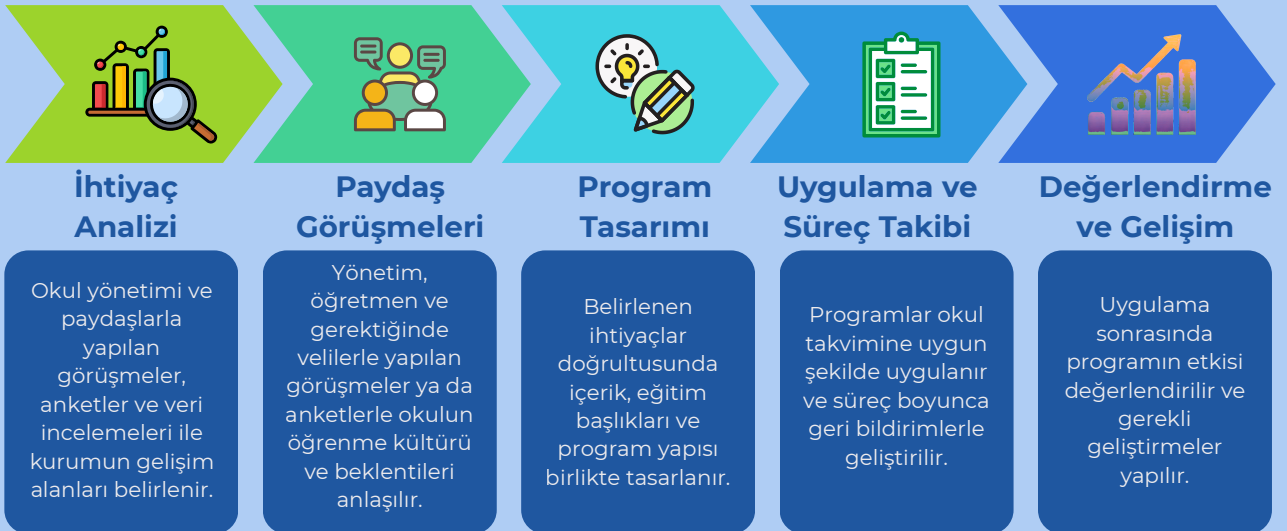 İhtiyaç
Analizi
Okul yönetimi ve
paydaşlarla
yapılan
görüşmeler,
anketler ve veri
incelemeleri ile
kurumun gelişim
alanları belirlenir.
Paydaş
Görüşmeleri
Yönetim,
öğretmen ve
gerektiğinde
velilerle yapılan
görüşmeler ya da
anketlerle okulun
öğrenme kültürü
ve beklentileri
anlaşılır.
Program
Tasarımı
Belirlenen
ihtiyaçlar
doğrultusunda
içerik, eğitim
başlıkları ve
program yapısı
birlikte tasarlanır.
Uygulama ve
Süreç Takibi
Programlar okul
takvimine uygun
şekilde uygulanır
ve süreç boyunca
geri bildirimlerle
geliştirilir.
Değerlendirme
ve Gelişim
Uygulama
sonrasında
programın etkisi
değerlendirilir ve
gerekli
geliştirmeler
yapılır.